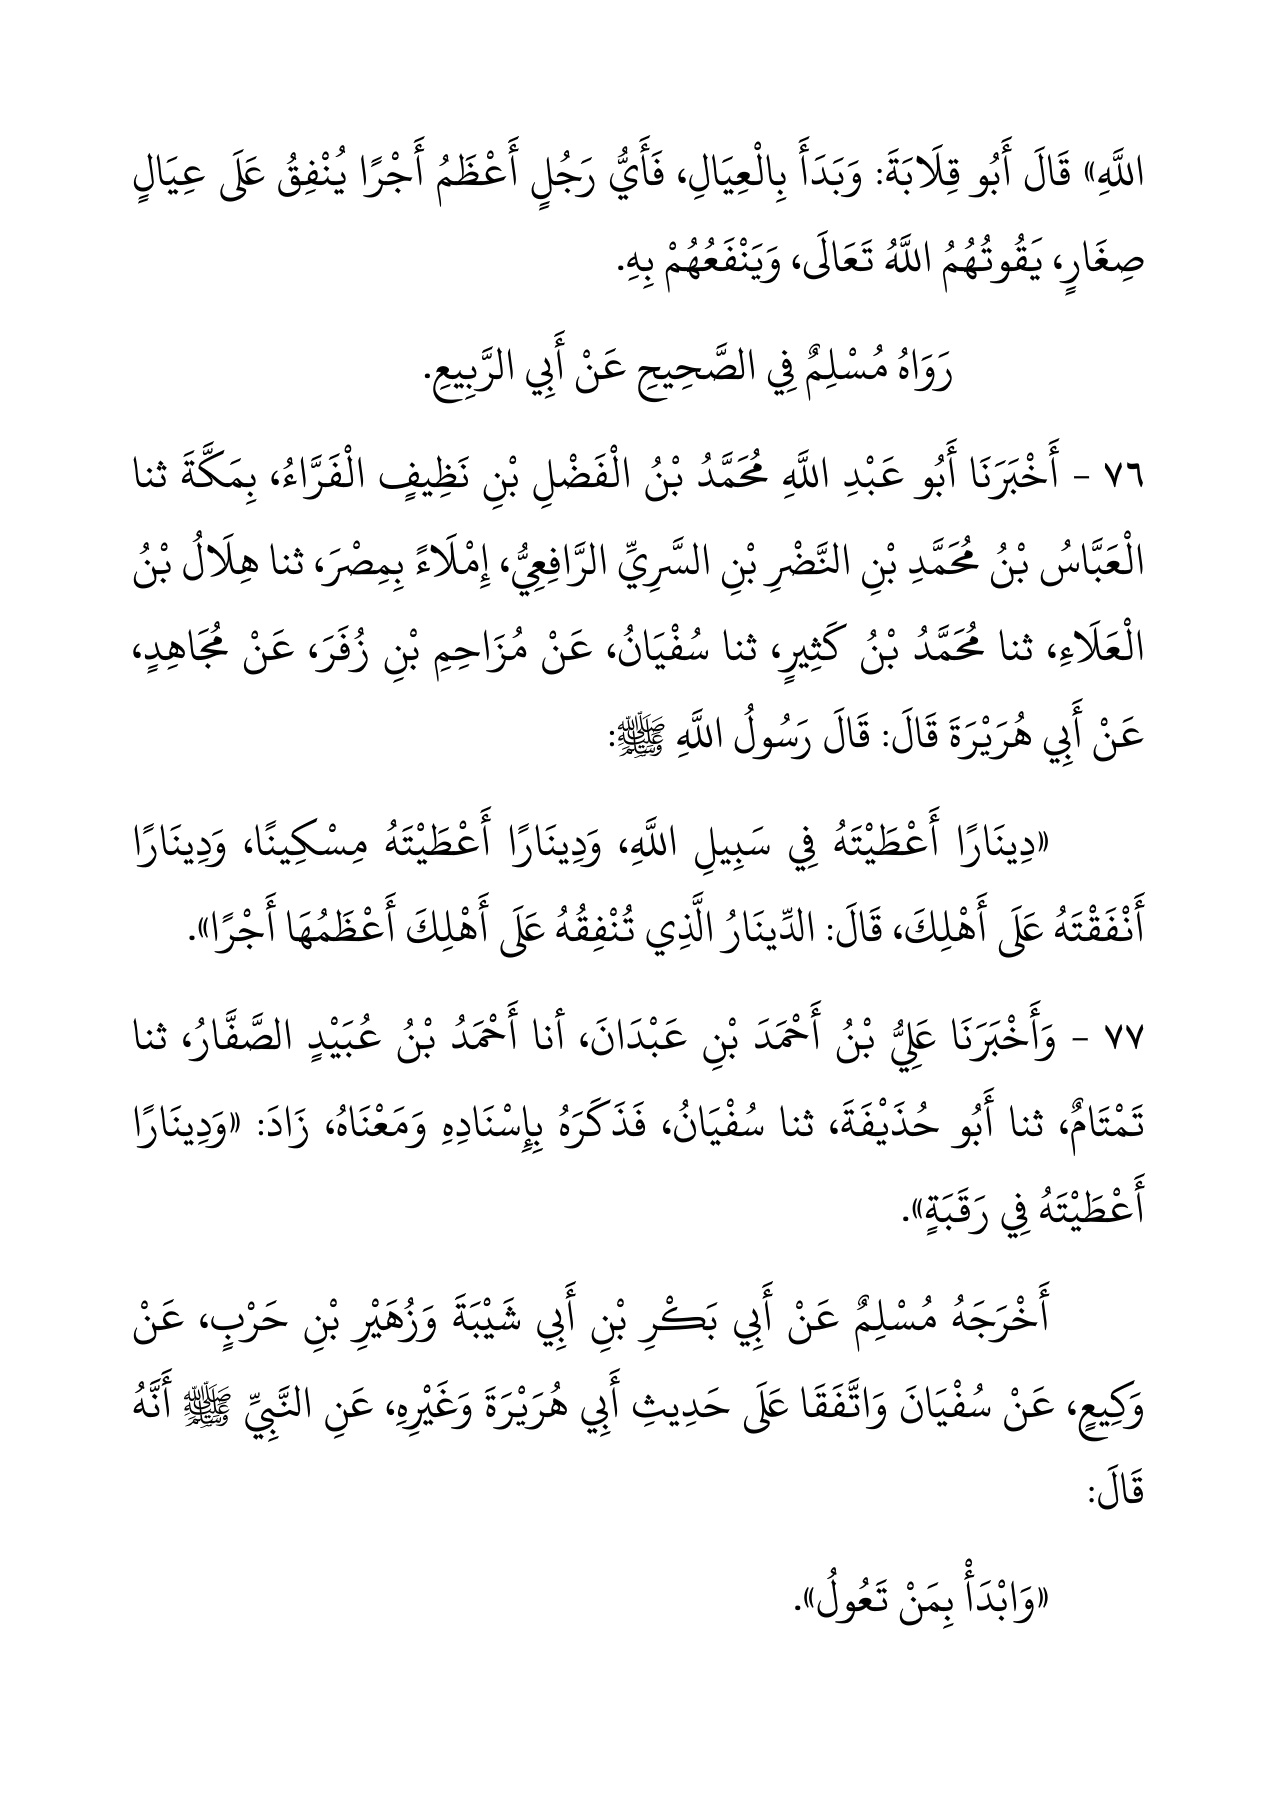 اللَّهِ» قَالَ أَبُو قِلَابَةَ: وَبَدَأَ بِالْعِيَالِ، فَأَيُّ رَجُلٍ أَعْظَمُ أَجْرًا يُنْفِقُ عَلَى عِيَالٍ
صِغَارٍ، يَقُوتُهُمُ اللَّهُ تَعَالَى، وَيَنْفَعُهُمْ بِهِ.
رَوَاهُ مُسْلِمٌ فِي الصَّحِيحِ عَنْ أَبِي الرَّبِيعِ.
٧٦ - أَخْبَرَنَا أَبُو عَبْدِ اللَّهِ مُحَمَّدُ بْنُ الْفَضْلِ بْنِ نَظِيفٍ الْفَرَّاءُ، بِمَكَّةَ ثنا
الْعَبَّاسُ بْنُ مُحَمَّدِ بْنِ النَّضْرِ بْنِ السَّرِيِّ الرَّافِعِيُّ، إِمْلَاءً بِمِصْرَ، ثنا هِلَالُ بْنُ
الْعَلَاءِ، ثنا مُحَمَّدُ بْنُ كَثِيرٍ، ثنا سُفْيَانُ، عَنْ مُزَاحِمِ بْنِ زُفَرَ، عَنْ مُجَاهِدٍ،
عَنْ أَبِي هُرَيْرَةَ قَالَ: قَالَ رَسُولُ اللَّهِ ﷺ:
«دِينَارًا أَعْطَيْتَهُ فِي سَبِيلِ اللَّهِ، وَدِينَارًا أَعْطَيْتَهُ مِسْكِينًا، وَدِينَارًا
أَنْفَقْتَهُ عَلَى أَهْلِكَ، قَالَ: الدِّينَارُ الَّذِي تُنْفِقُهُ عَلَى أَهْلِكَ أَعْظَمُهَا أَجْرًا».
٧٧ - وَأَخْبَرَنَا عَلِيُّ بْنُ أَحْمَدَ بْنِ عَبْدَانَ، أنا أَحْمَدُ بْنُ عُبَيْدٍ الصَّفَّارُ، ثنا
تَمْتَامٌ، ثنا أَبُو حُذَيْفَةَ، ثنا سُفْيَانُ، فَذَكَرَهُ بِإِسْنَادِهِ وَمَعْنَاهُ، زَادَ: «وَدِينَارًا
أَعْطَيْتَهُ فِي رَقَبَةٍ».
أَخْرَجَهُ مُسْلِمٌ عَنْ أَبِي بَكْرِ بْنِ أَبِي شَيْبَةَ وَزُهَيْرِ بْنِ حَرْبٍ، عَنْ
وَكِيعٍ، عَنْ سُفْيَانَ وَاتَّفَقَا عَلَى حَدِيثِ أَبِي هُرَيْرَةَ وَغَيْرِهِ، عَنِ النَّبِيِّ ﷺ أَنَّهُ
قَالَ:
«وَابْدَأْ بِمَنْ تَعُولُ».